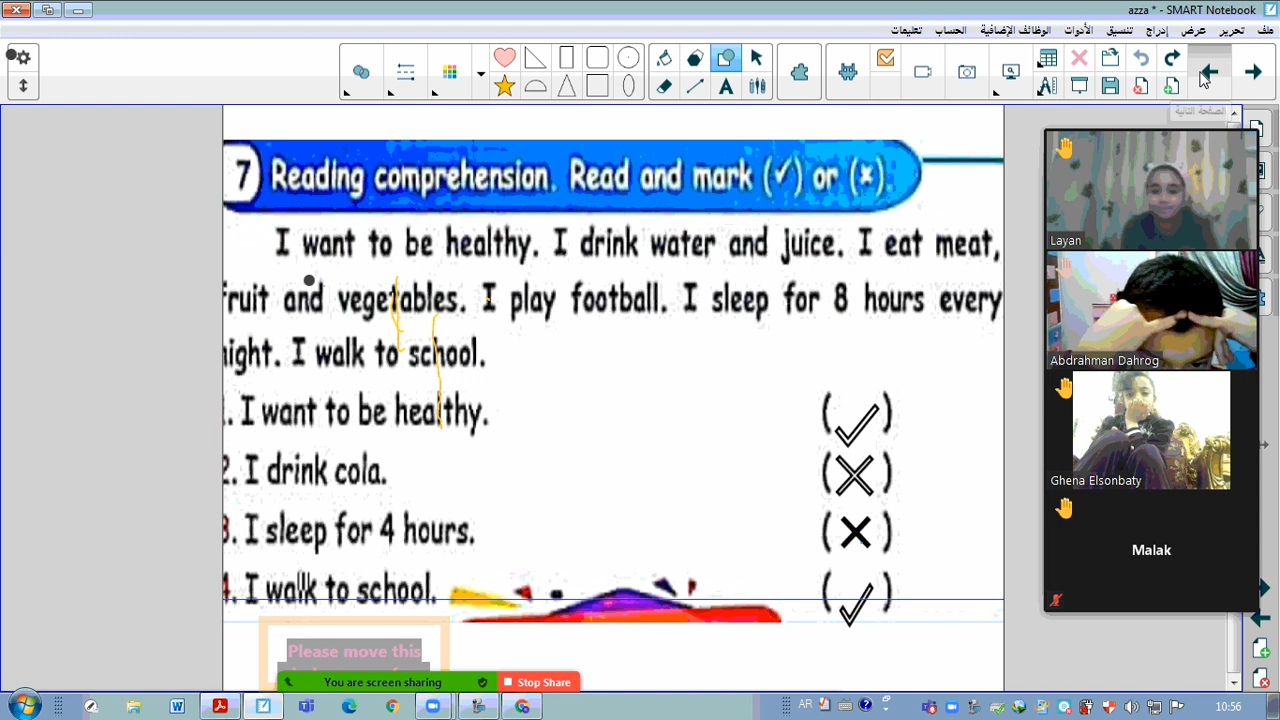 azza * - SMART Notebook
ملف تحرير عرض إدراج تنسيق الأدوات الوظائف الإضافية الحساب تعليمات
الصفحة التالية
7 Reading comprehension. Read and mark (✓) or (×).
I want to be healthy. I drink water and juice. I eat meat,
fruit and vegetables. I play football. I sleep for 8 hours every
night. I walk to school.
1. I want to be healthy. (✓)
2. I drink cola. (×)
3. I sleep for 4 hours. (×)
4. I walk to school. (✓)
Please move this
Layan
Abdrahman Dahrog
Ghena Elsonbaty
Malak
You are screen sharing
Stop Share
AR
10:56